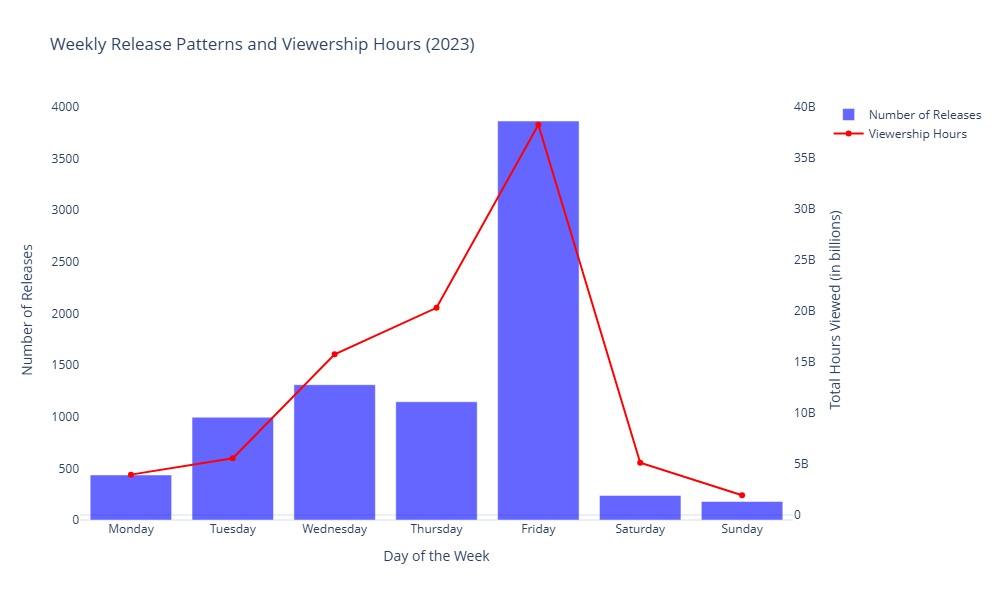 Weekly Release Patterns and Viewership Hours (2023)
4000
3500
3000
2500
2000
1500
1000
500
0
Number of Releases
40B
35B
30B
25B
20B
15B
10B
5B
0
Total Hours Viewed (in billions)
Number of Releases
Viewership Hours
Monday Tuesday Wednesday Thursday Friday Saturday Sunday
Day of the Week